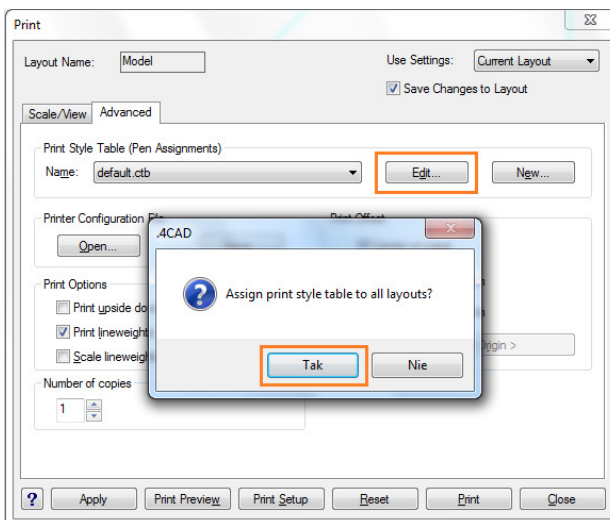 Print
Layout Name: Model
Use Settings: Current Layout
Save Changes to Layout
Scale/View Advanced
Print Style Table (Pen Assignments)
Name: default.ctb Edit... New...
Printer Configuration File
Print Offset
Open...
.4CAD
Assign print style table to all layouts?
Tak Nie
Print Options
Print upside do
Print lineweight
Scale lineweigh
Origin >
Number of copies
1
? Apply Print Preview Print Setup Reset Print Close